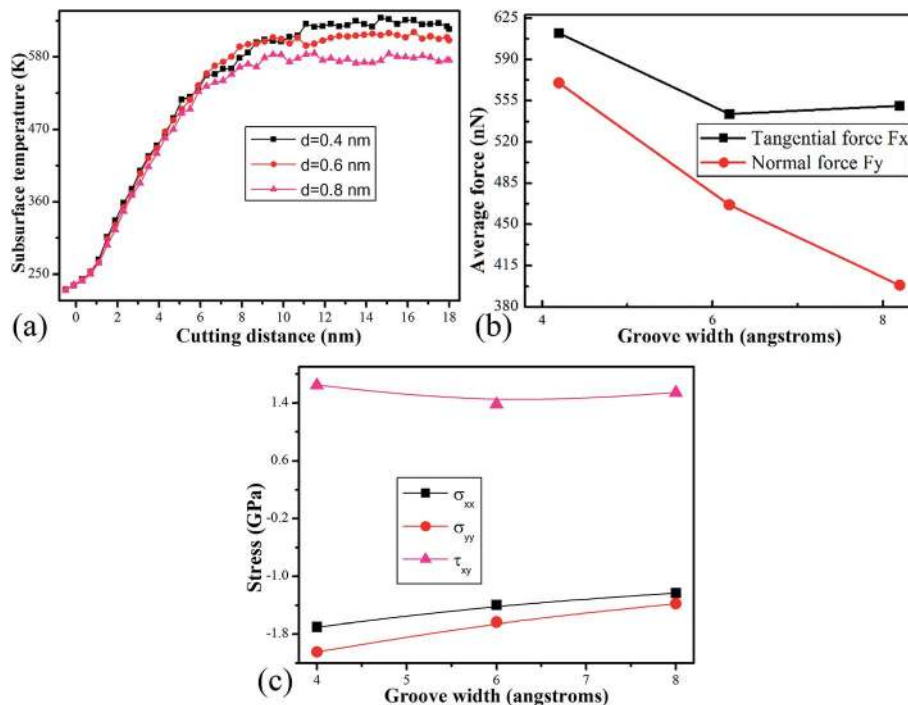 Subsurface temperature (K)
580
470
360
250
d=0.4 nm
d=0.6 nm
d=0.8 nm
0 2 4 6 8 10 12 14 16 18
Cutting distance (nm)
(a)
Average force (nN)
625
590
555
520
485
450
415
380
Tangential force Fx
Normal force Fy
4 6 8
Groove width (angstroms)
(b)
Stress (GPa)
1.4
0.6
-0.2
-1.0
-1.8
σxx
σyy
τxy
4 5 6 7 8
Groove width (angstroms)
(c)